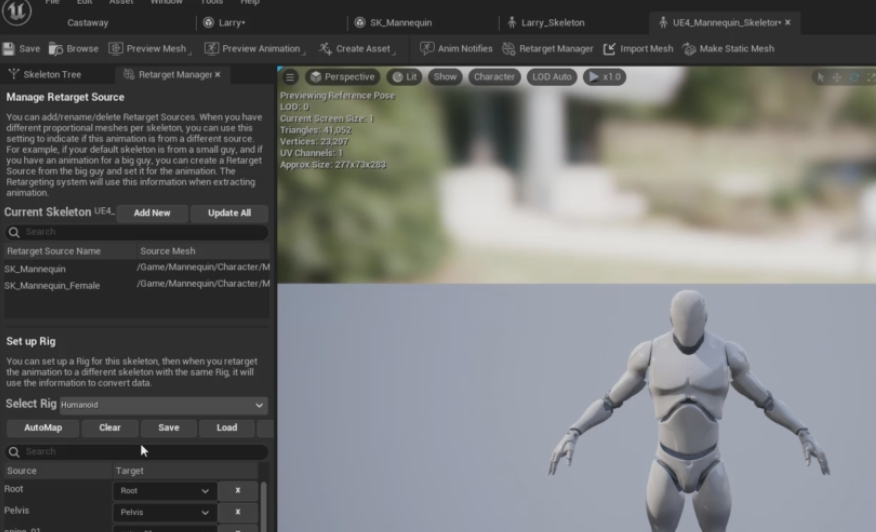 File Edit Asset Window Tools Help
Castaway Larry• SK_Mannequin Larry_Skeleton UE4_Mannequin_Skeletor•
Save Browse Preview Mesh Preview Animation Create Asset Anim Notifies Retarget Manager Import Mesh Make Static Mesh
Skeleton Tree Retarget Manager
Perspective Lit Show Character LOD Auto x1.0
Manage Retarget Source
You can add/rename/delete Retarget Sources. When you have
different proportional meshes per skeleton, you can use this
setting to indicate if this animation is from a different source.
For example, if your default skeleton is from a small guy, and if
you have an animation for a big guy, you can create a Retarget
Source from the big guy and set it for the animation. The
Retargeting system will use this information when extracting
animation.
Current Skeleton UE4_ Add New Update All
Search
Retarget Source Name Source Mesh
SK_Mannequin /Game/Mannequin/Character/M
SK_Mannequin_Female /Game/Mannequin/Character/M
Set up Rig
You can set up a Rig for this skeleton, then when you retarget
the animation to a different skeleton with the same Rig, it will
use the information to convert data.
Select Rig Humanoid
AutoMap Clear Save Load
Search
Source Target
Root Root x
Pelvis Pelvis x
Previewing Reference Pose
LOD: 0
Current Screen Size: 1
Triangles: 41,052
Vertices: 23,297
UV Channels: 1
Approx Size: 277x73x283